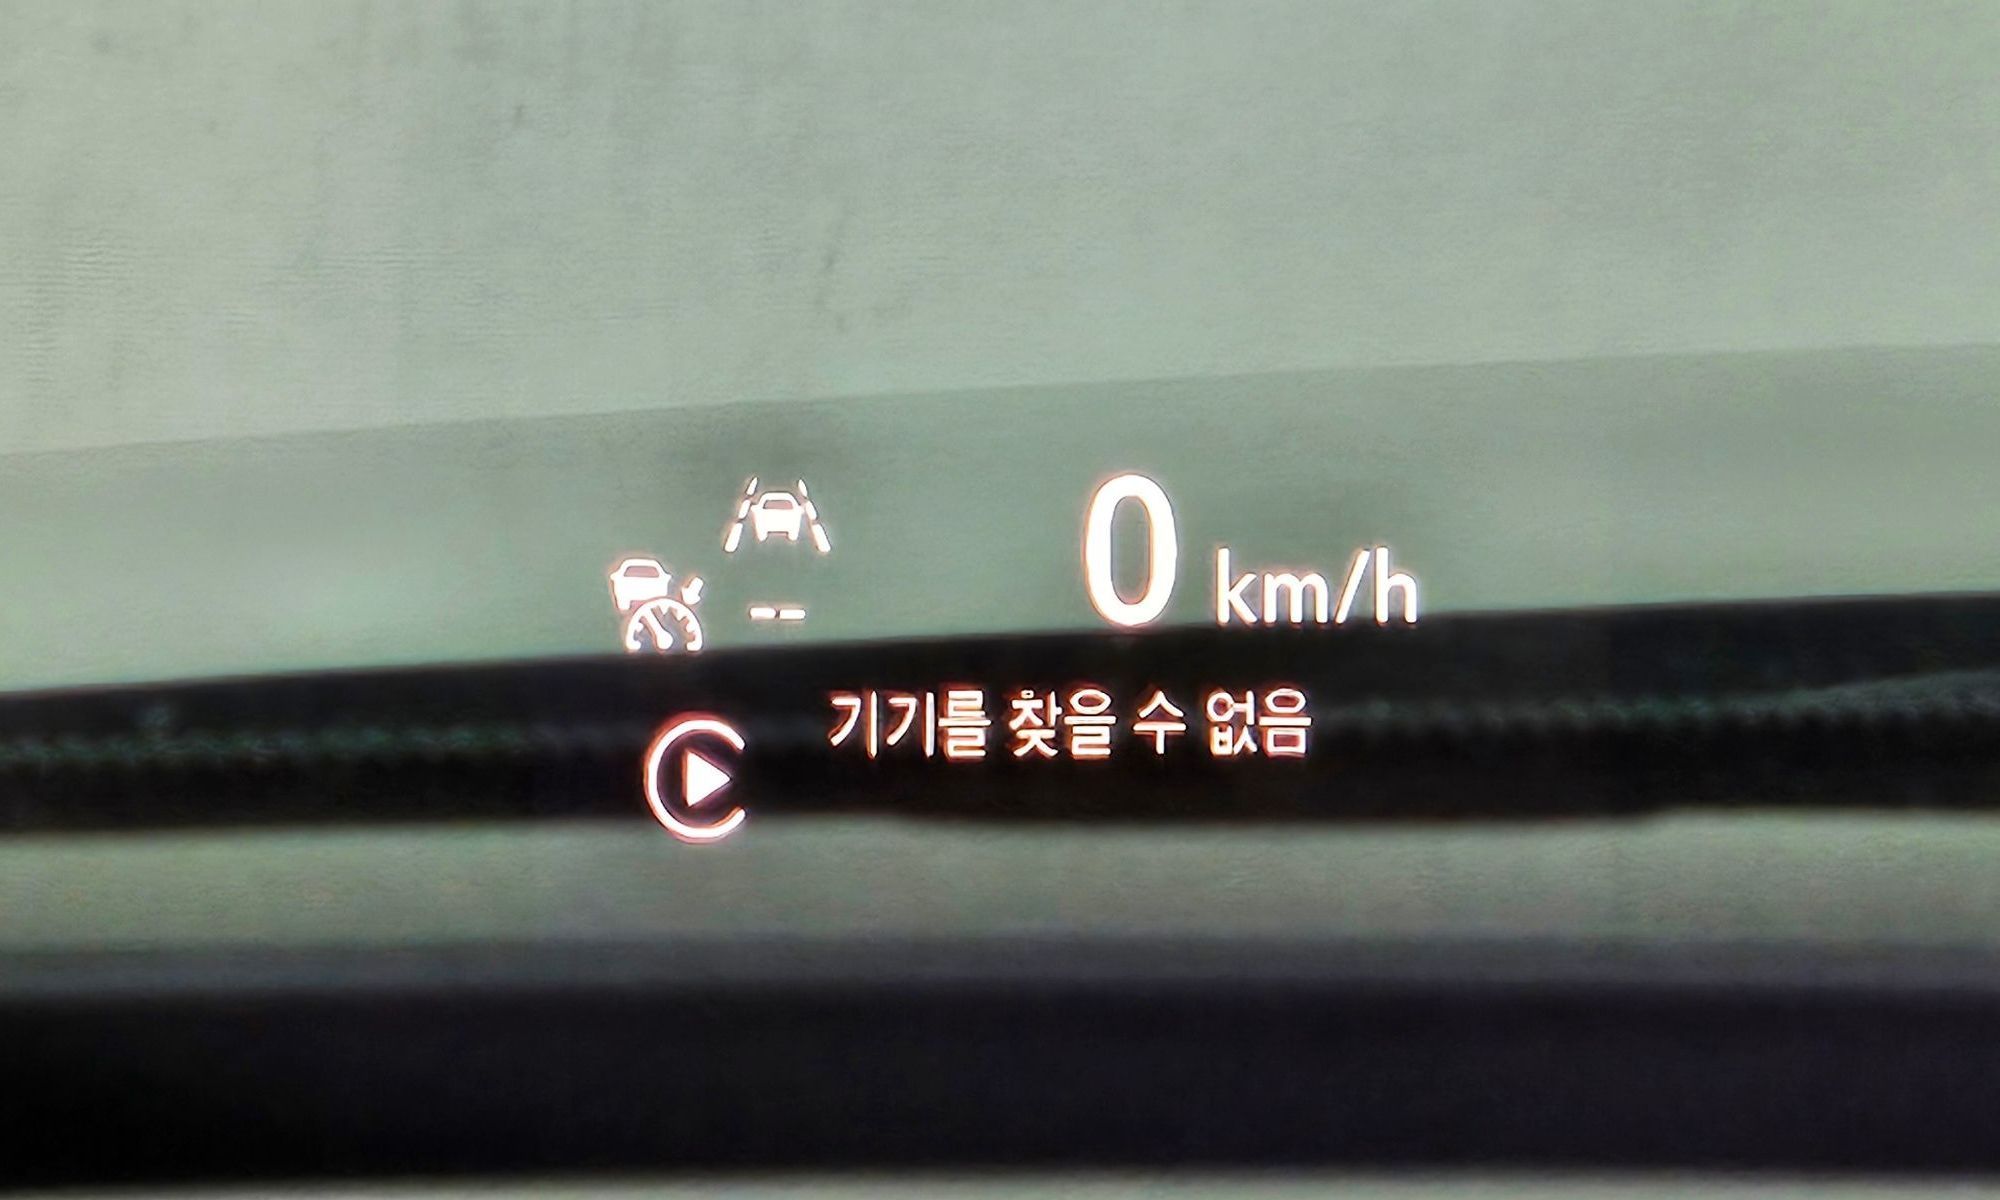 0 km/h
--
기기를 찾을 수 없음